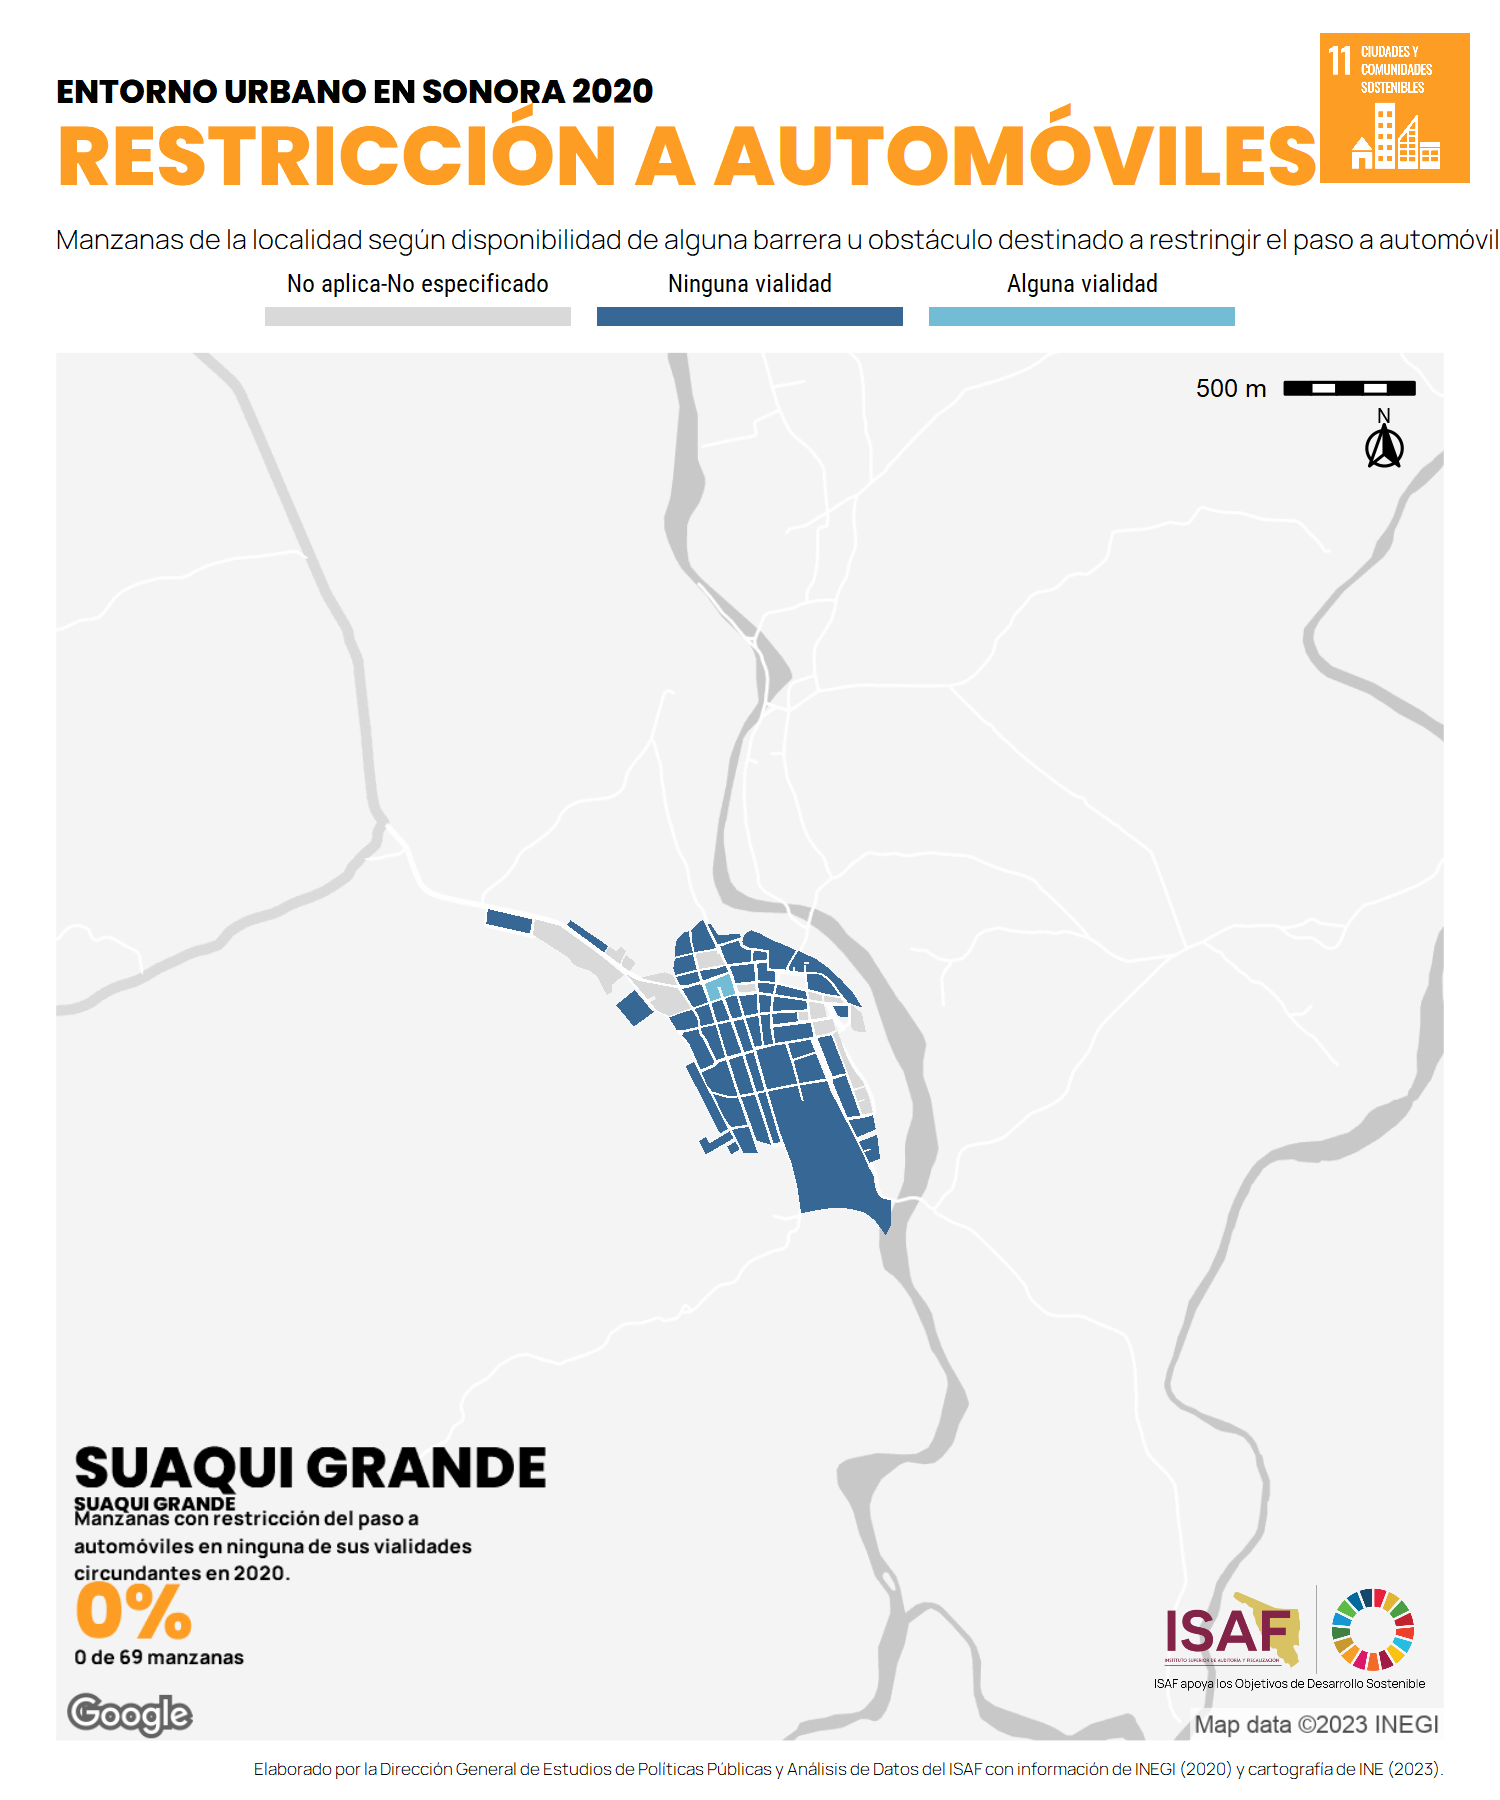 ENTORNO URBANO EN SONORA 2020
RESTRICCIÓN A AUTOMÓVILES
11 CIUDADES Y
COMUNIDADES
SOSTENIBLES
Manzanas de la localidad según disponibilidad de alguna barrera u obstáculo destinado a restringir el paso a automóvil
No aplica-No especificado
Ninguna vialidad
Alguna vialidad
500 m
N
SUAQUI GRANDE
SUAQUI GRANDE
Manzanas con restricción del paso a
automóviles en ninguna de sus vialidades
circundantes en 2020.
0%
0 de 69 manzanas
Google
ISAF
INSTITUTO SUPERIOR DE AUDITORÍA Y FISCALIZACIÓN
ISAF apoya los Objetivos de Desarrollo Sostenible
Map data ©2023 INEGI
Elaborado por la Dirección General de Estudios de Políticas Públicas y Análisis de Datos del ISAF con información de INEGI (2020) y cartografía de INE (2023).